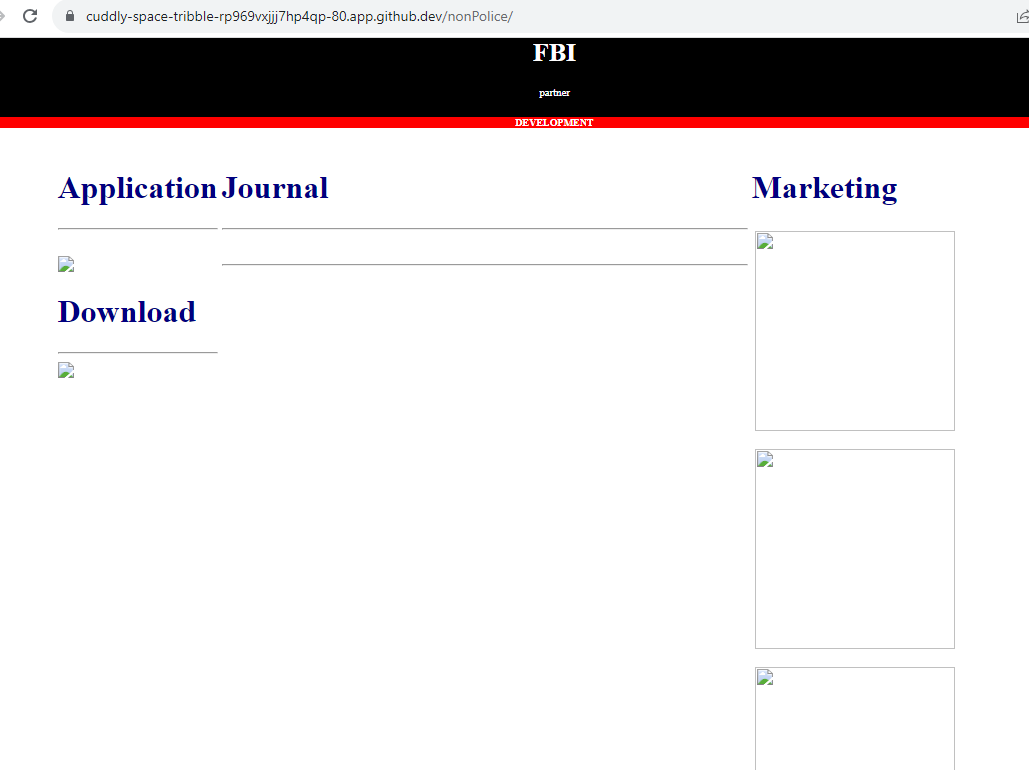 cuddly-space-tribble-rp969vxjjj7hp4qp-80.app.github.dev/nonPolice/
FBI
partner
DEVELOPMENT
Application
Journal
Marketing
Download